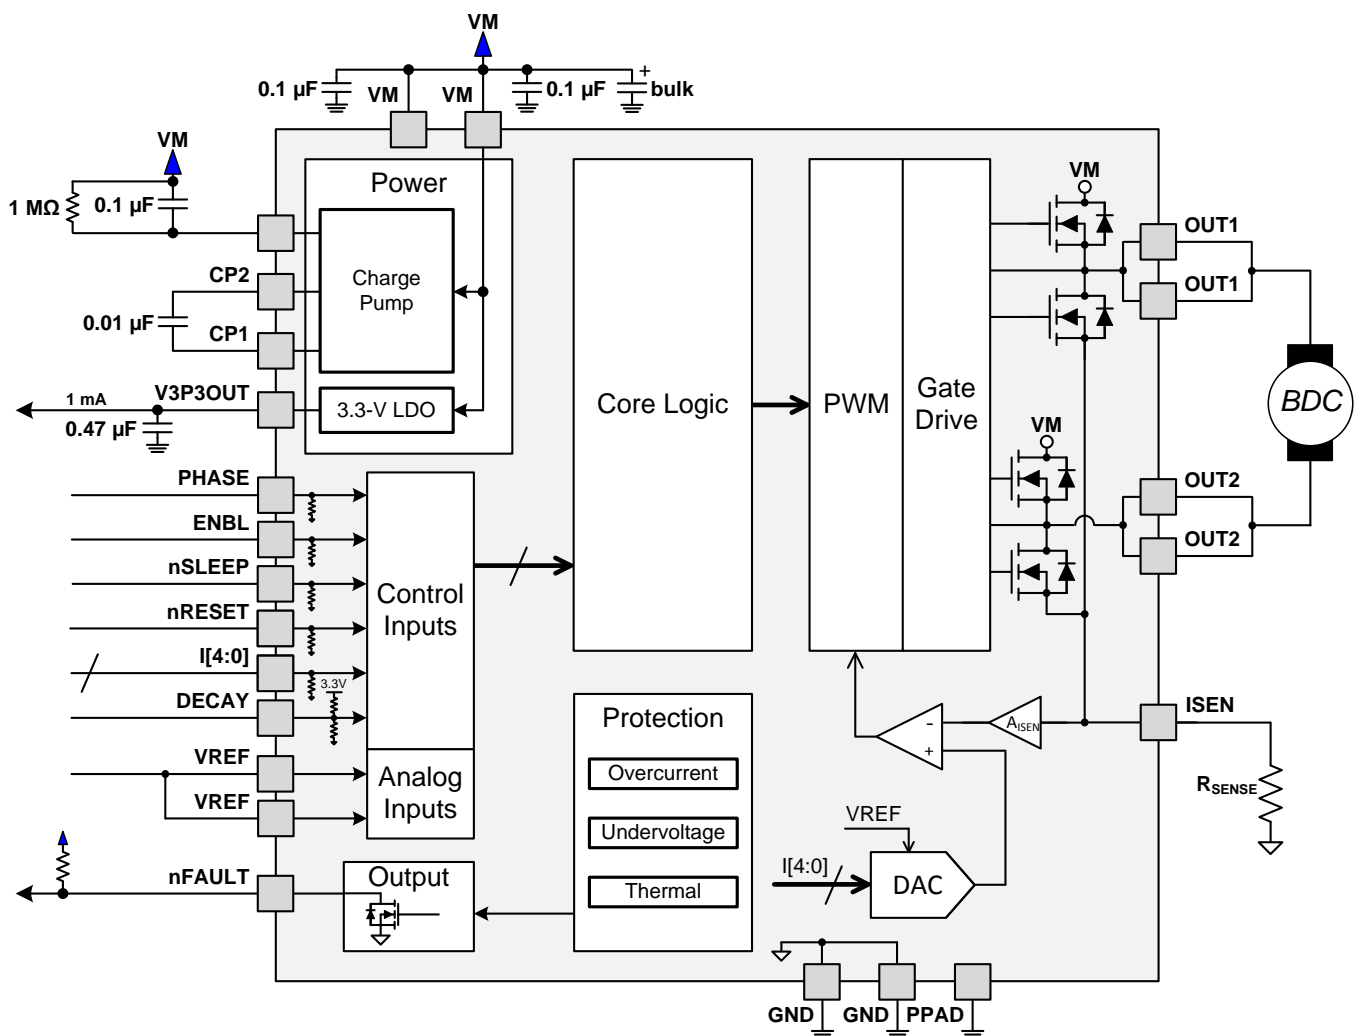 VM
0.1 µF
VM
VM
0.1 µF
+
bulk
VM
1 MΩ
0.1 µF
Power
Charge
Pump
CP2
0.01 µF
CP1
V3P3OUT
1 mA
0.47 µF
3.3-V LDO
Core Logic
PWM
Gate
Drive
VM
OUT1
OUT1
BDC
VM
OUT2
OUT2
PHASE
ENBL
nSLEEP
nRESET
I[4:0]
3.3V
DECAY
Control
Inputs
VREF
VREF
Analog
Inputs
nFAULT
Output
Protection
Overcurrent
Undervoltage
Thermal
-
+
AISEN
ISEN
RSENSE
VREF
I[4:0]
DAC
GND
GND
PPAD